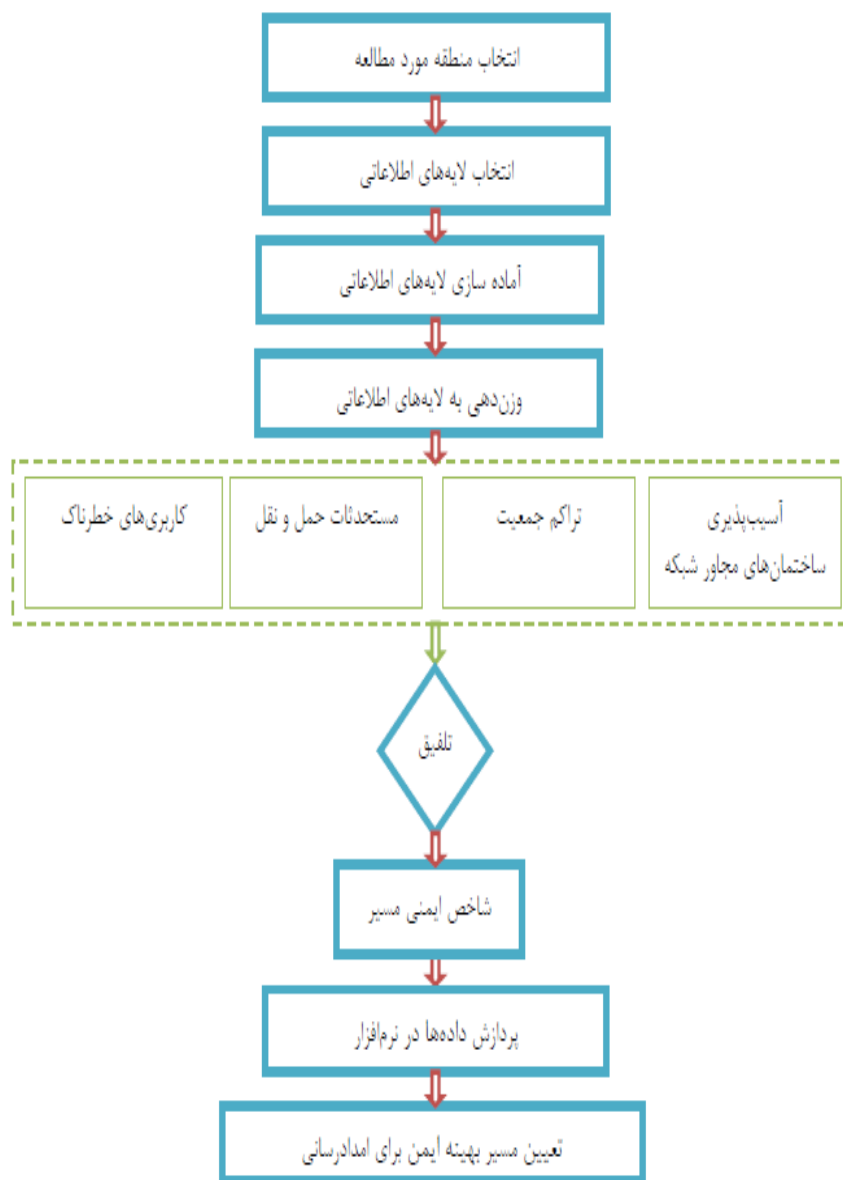 انتخاب منطقه مورد مطالعه
انتخاب لایه‌های اطلاعاتی
آماده سازی لایه‌های اطلاعاتی
وزن‌دهی به لایه‌های اطلاعاتی
آسیب‌پذیری
ساختمان‌های مجاور شبکه
تراکم جمعیت
مستحدثات حمل و نقل
کاربری‌های خطرناک
تلفیق
شاخص ایمنی مسیر
پردازش داده‌ها در نرم‌افزار
تعیین مسیر بهینه ایمن برای امدادرسانی